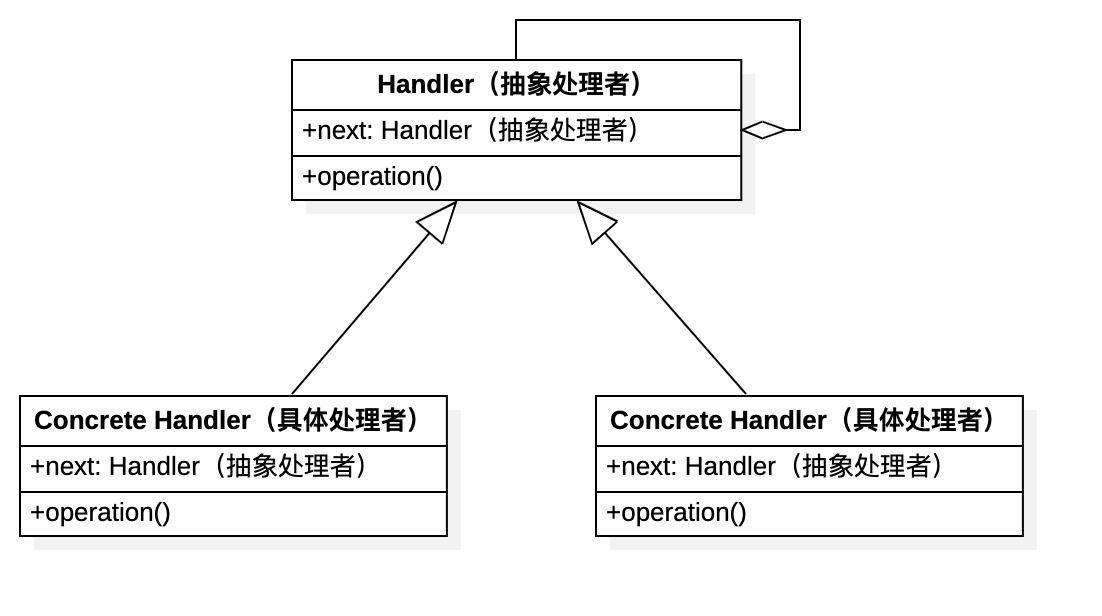 Handler（抽象处理者）
+next: Handler（抽象处理者）
+operation()
Concrete Handler（具体处理者）
+next: Handler（抽象处理者）
+operation()
Concrete Handler（具体处理者）
+next: Handler（抽象处理者）
+operation()